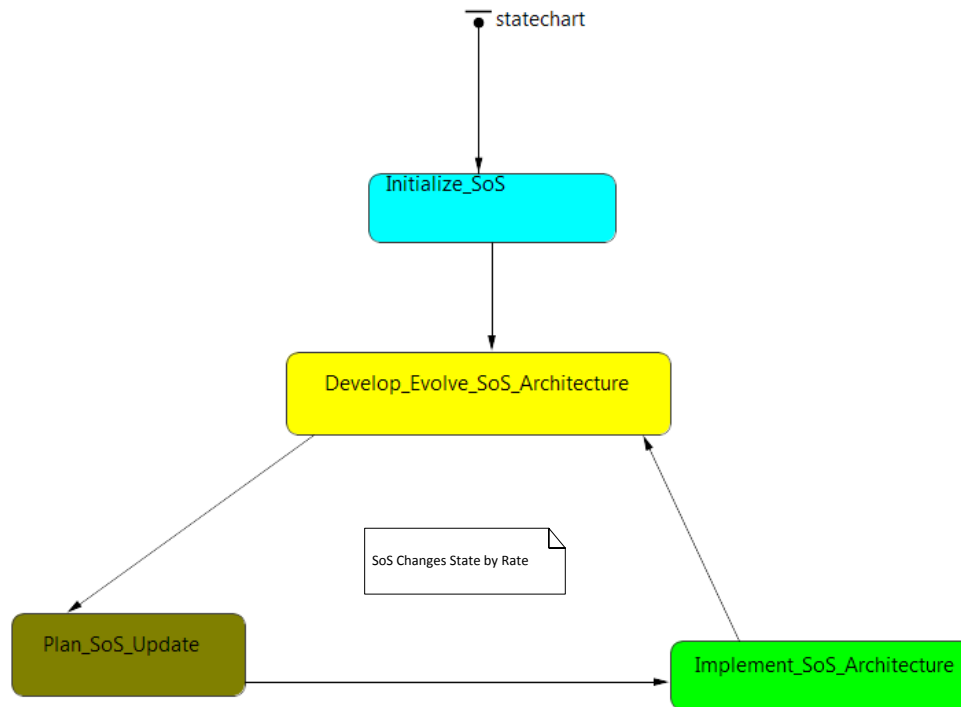 statechart
Initialize_SoS
Develop_Evolve_SoS_Architecture
SoS Changes State by Rate
Plan_SoS_Update
Implement_SoS_Architecture